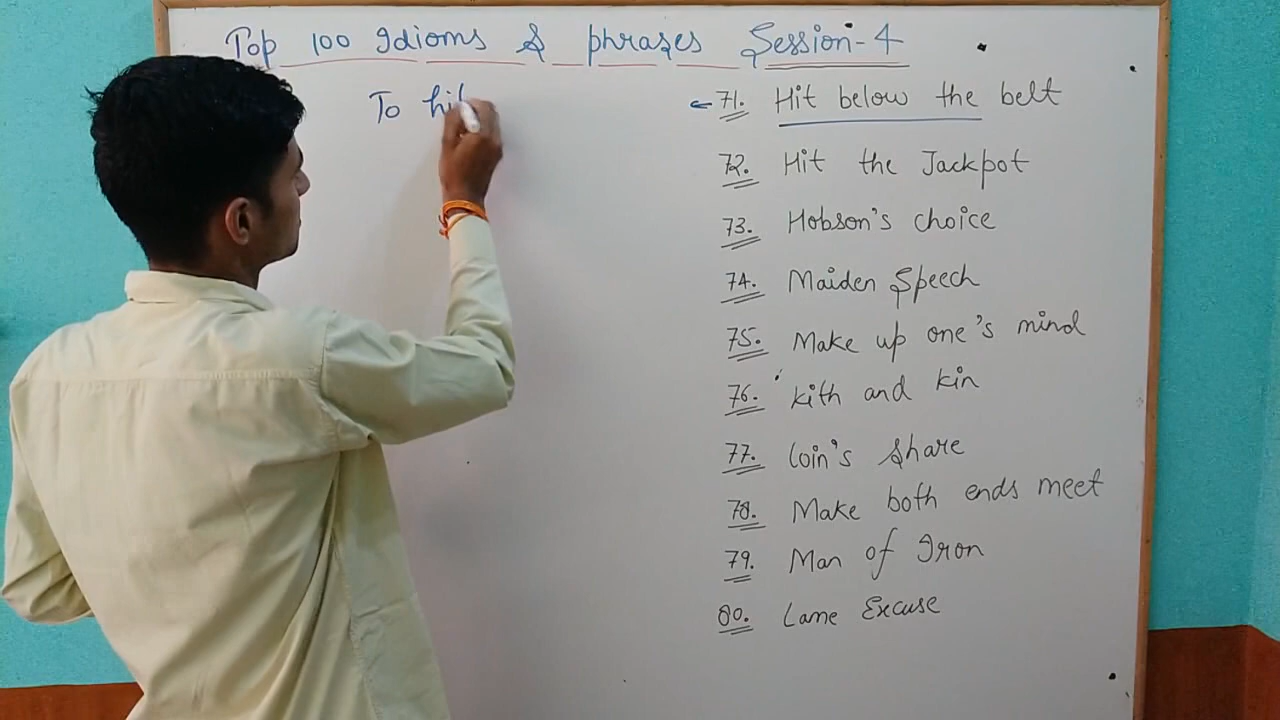 Top 100 Idioms & phrases Session-4
To hit
71. Hit below the belt
72. Hit the Jackpot
73. Hobson's choice
74. Maiden Speech
75. Make up one's mind
76. Kith and kin
77. Loin's share
78. Make both ends meet
79. Man of Iron
80. Lame Excuse